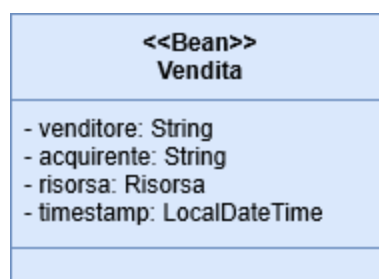 <<Bean>>
Vendita
- venditore: String
- acquirente: String
- risorsa: Risorsa
- timestamp: LocalDateTime